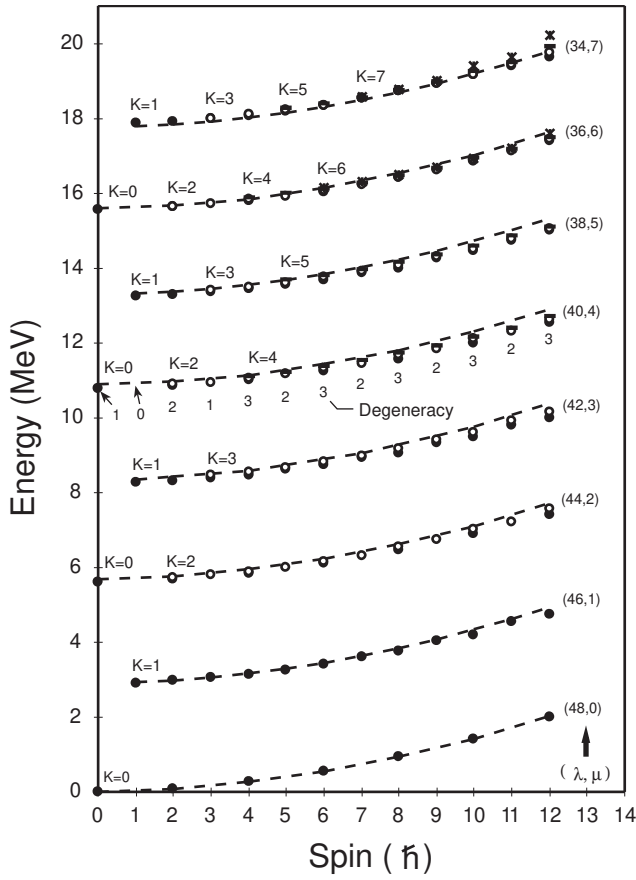 20
18
16
14
12
10
8
6
4
2
0
Energy (MeV)
K=1
K=3
K=5
K=7
(34,7)
K=0
K=2
K=4
K=6
(36,6)
K=1
K=3
K=5
(38,5)
K=0
K=2
K=4
(40,4)
1 0 2 1 3 2 3 2 3 2 3 2 3
Degeneracy
K=1
K=3
(42,3)
K=0
K=2
(44,2)
K=1
(46,1)
K=0
(48,0)
( λ, μ )
0 1 2 3 4 5 6 7 8 9 10 11 12 13 14
Spin ( ℏ )